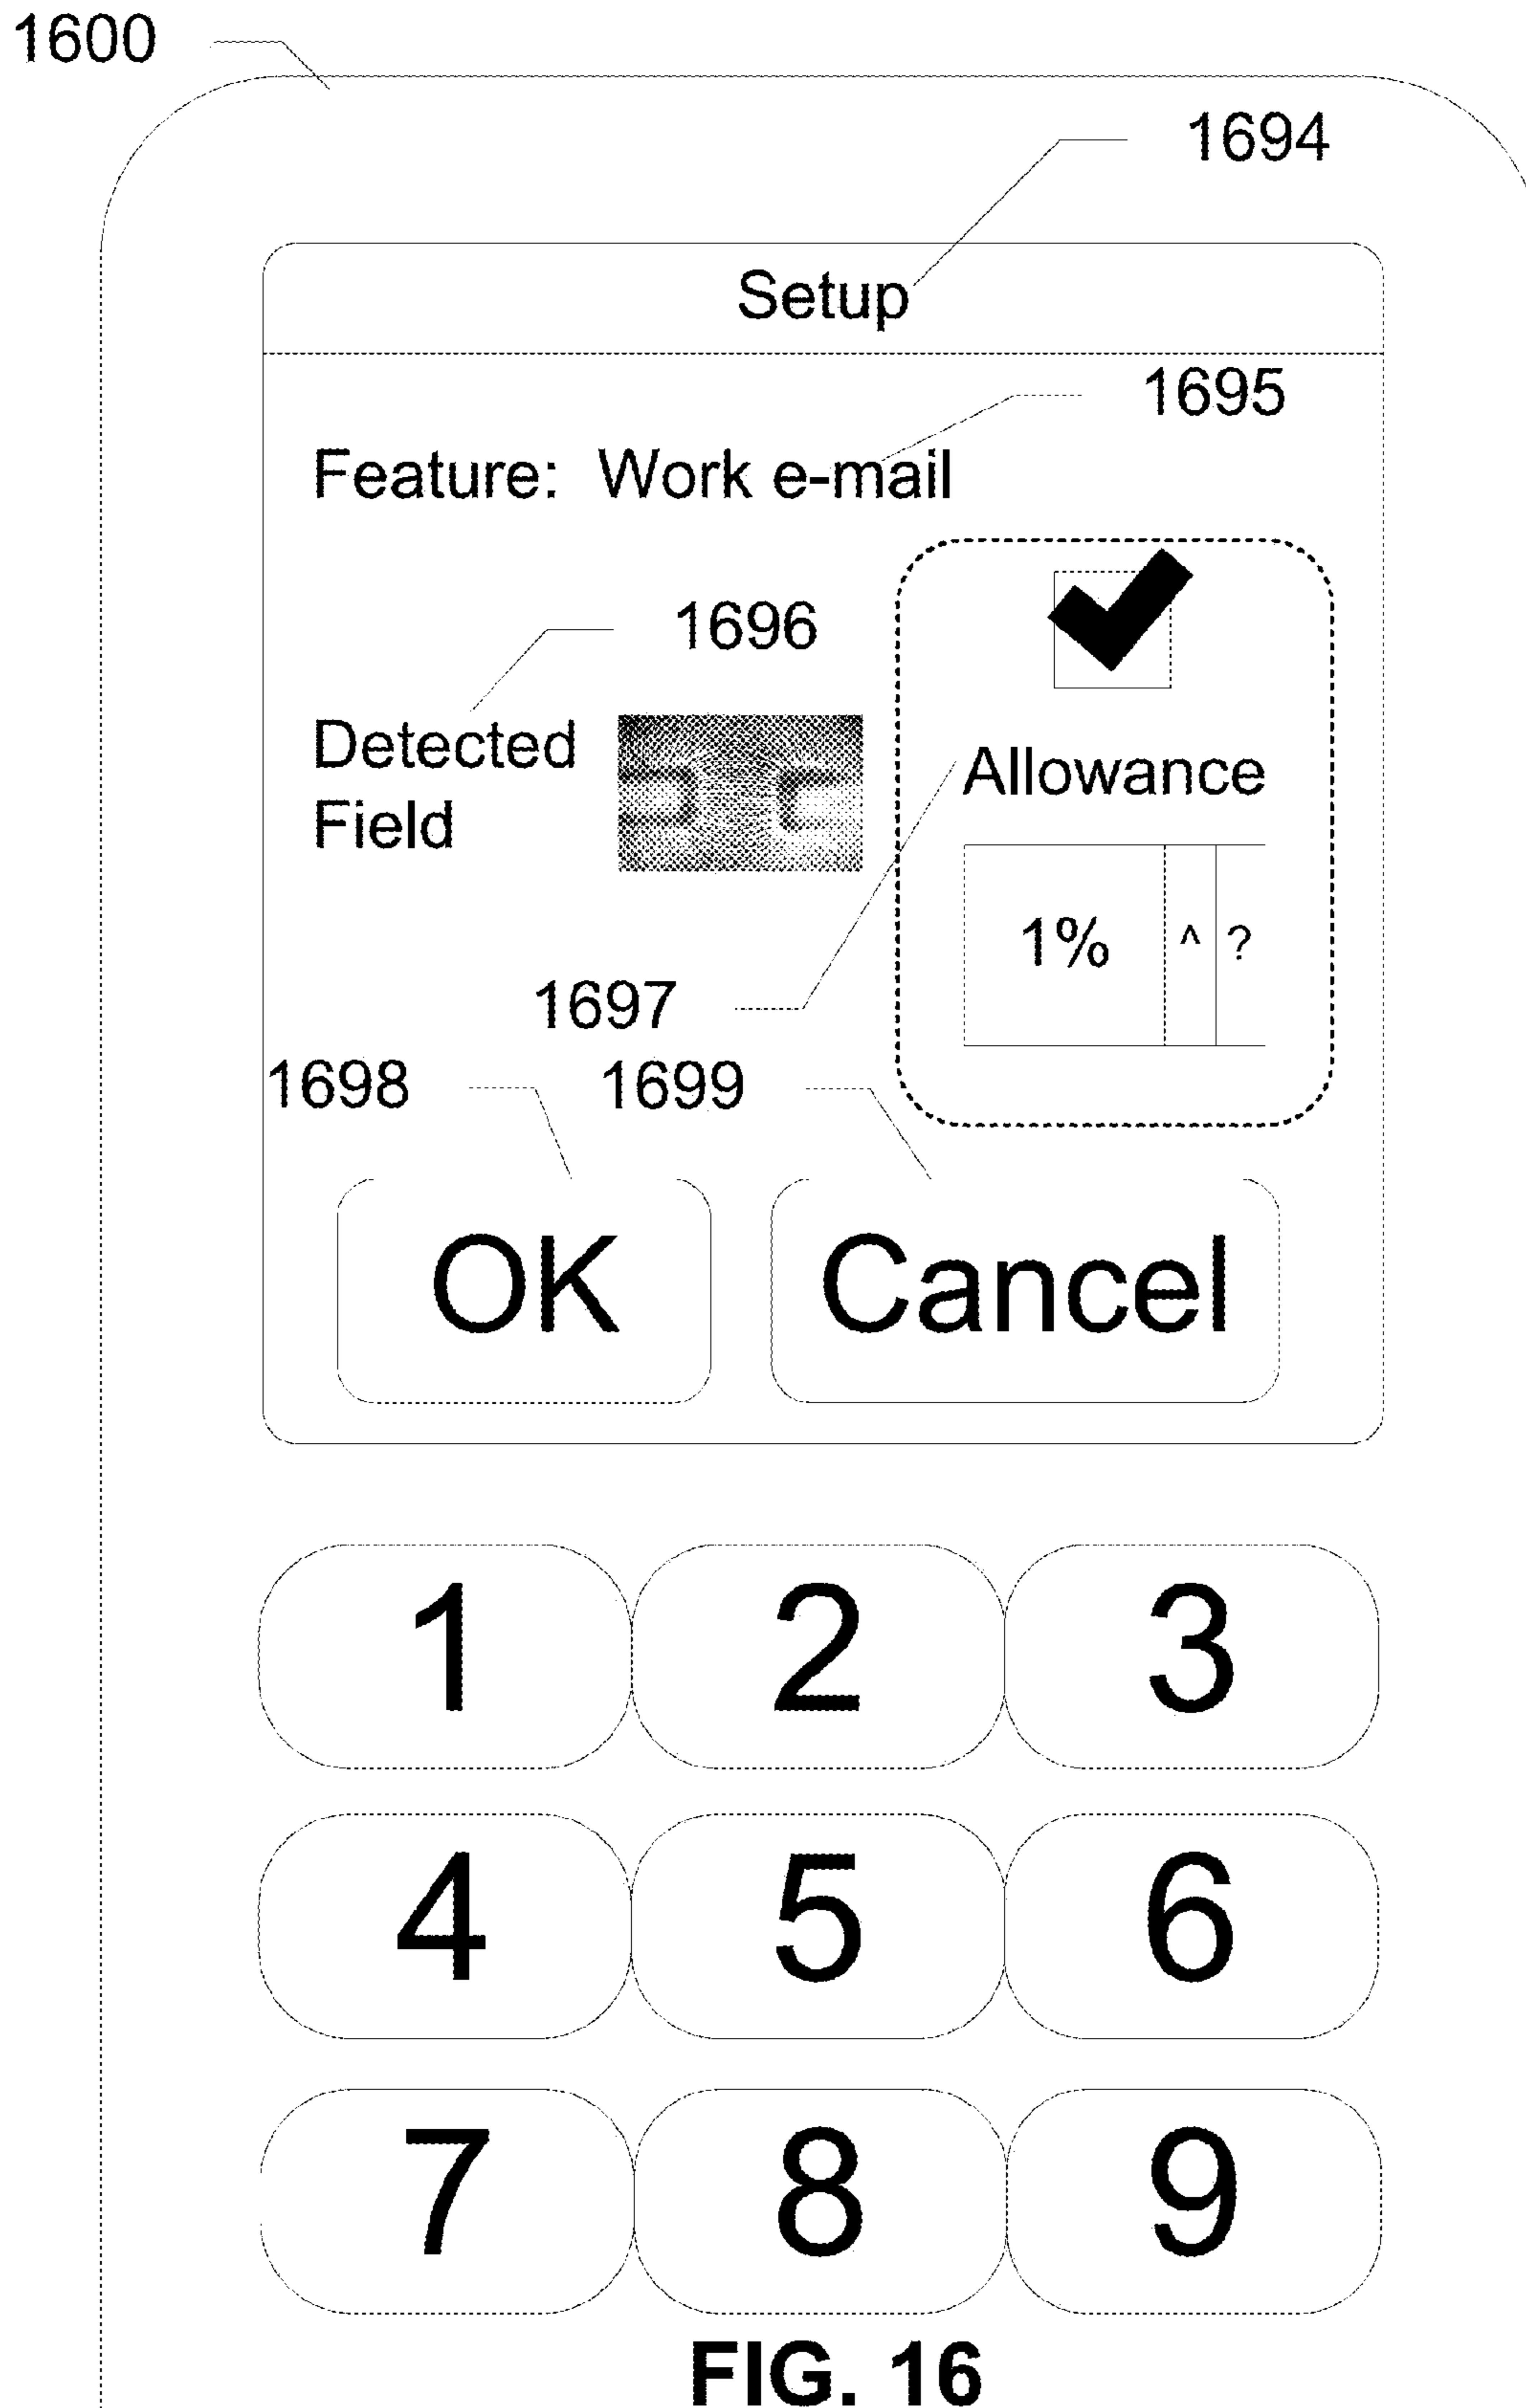 1600
1694
Setup
1695
Feature: Work e-mail
1696
Detected
Field
Allowance
1% ^ ?
1697
1698 1699
OK Cancel
1 2 3
4 5 6
7 8 9
FIG. 16